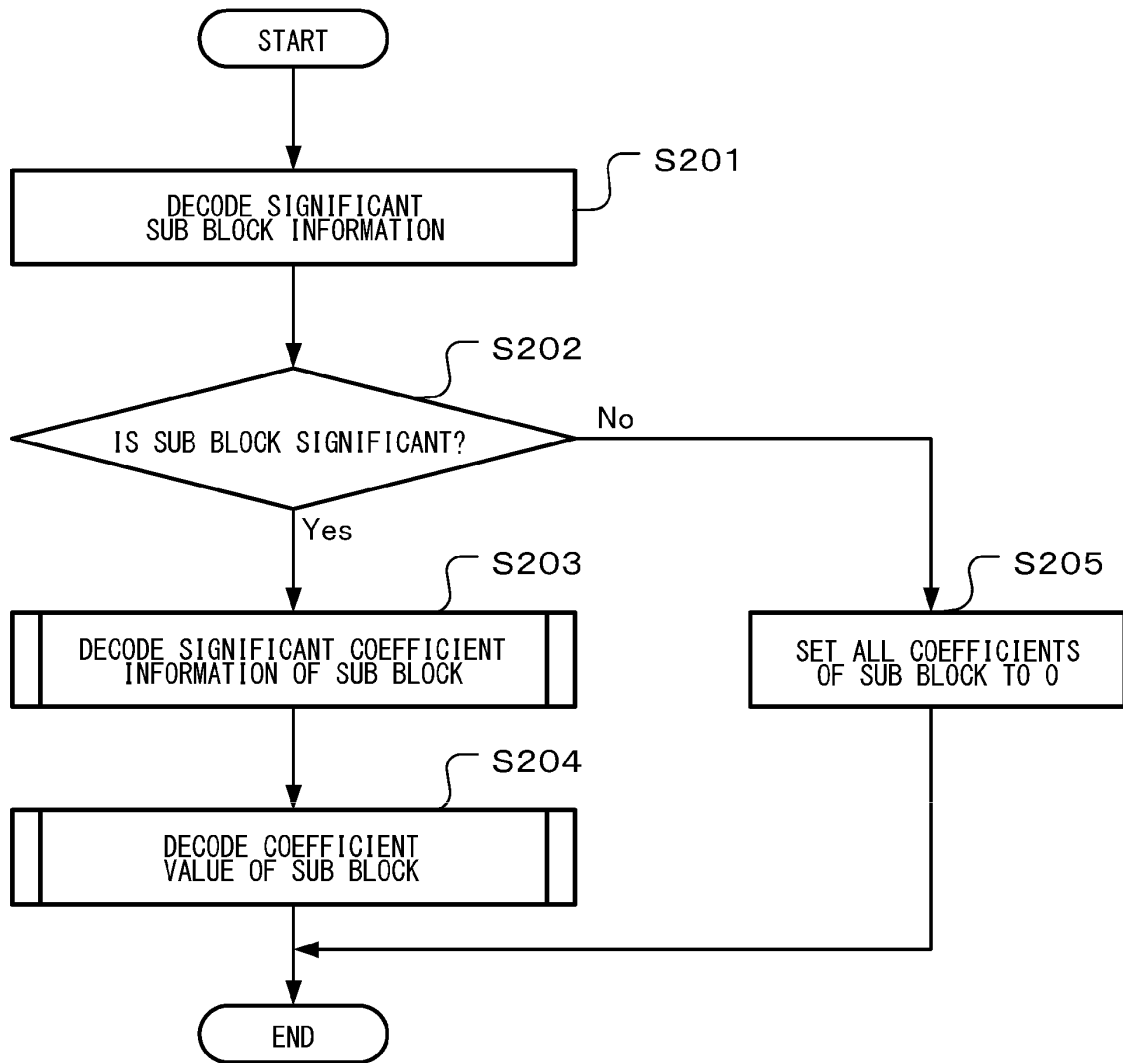 START
S201
DECODE SIGNIFICANT
SUB BLOCK INFORMATION
S202
IS SUB BLOCK SIGNIFICANT?
No
Yes
S203
DECODE SIGNIFICANT COEFFICIENT
INFORMATION OF SUB BLOCK
S205
SET ALL COEFFICIENTS
OF SUB BLOCK TO 0
S204
DECODE COEFFICIENT
VALUE OF SUB BLOCK
END